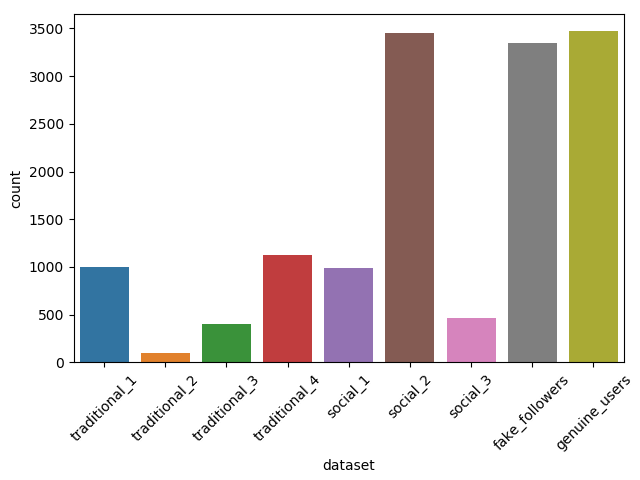 3500
3000
2500
2000
1500
1000
500
0
count
traditional_1
traditional_2
traditional_3
traditional_4
social_1
social_2
social_3
fake_followers
genuine_users
dataset